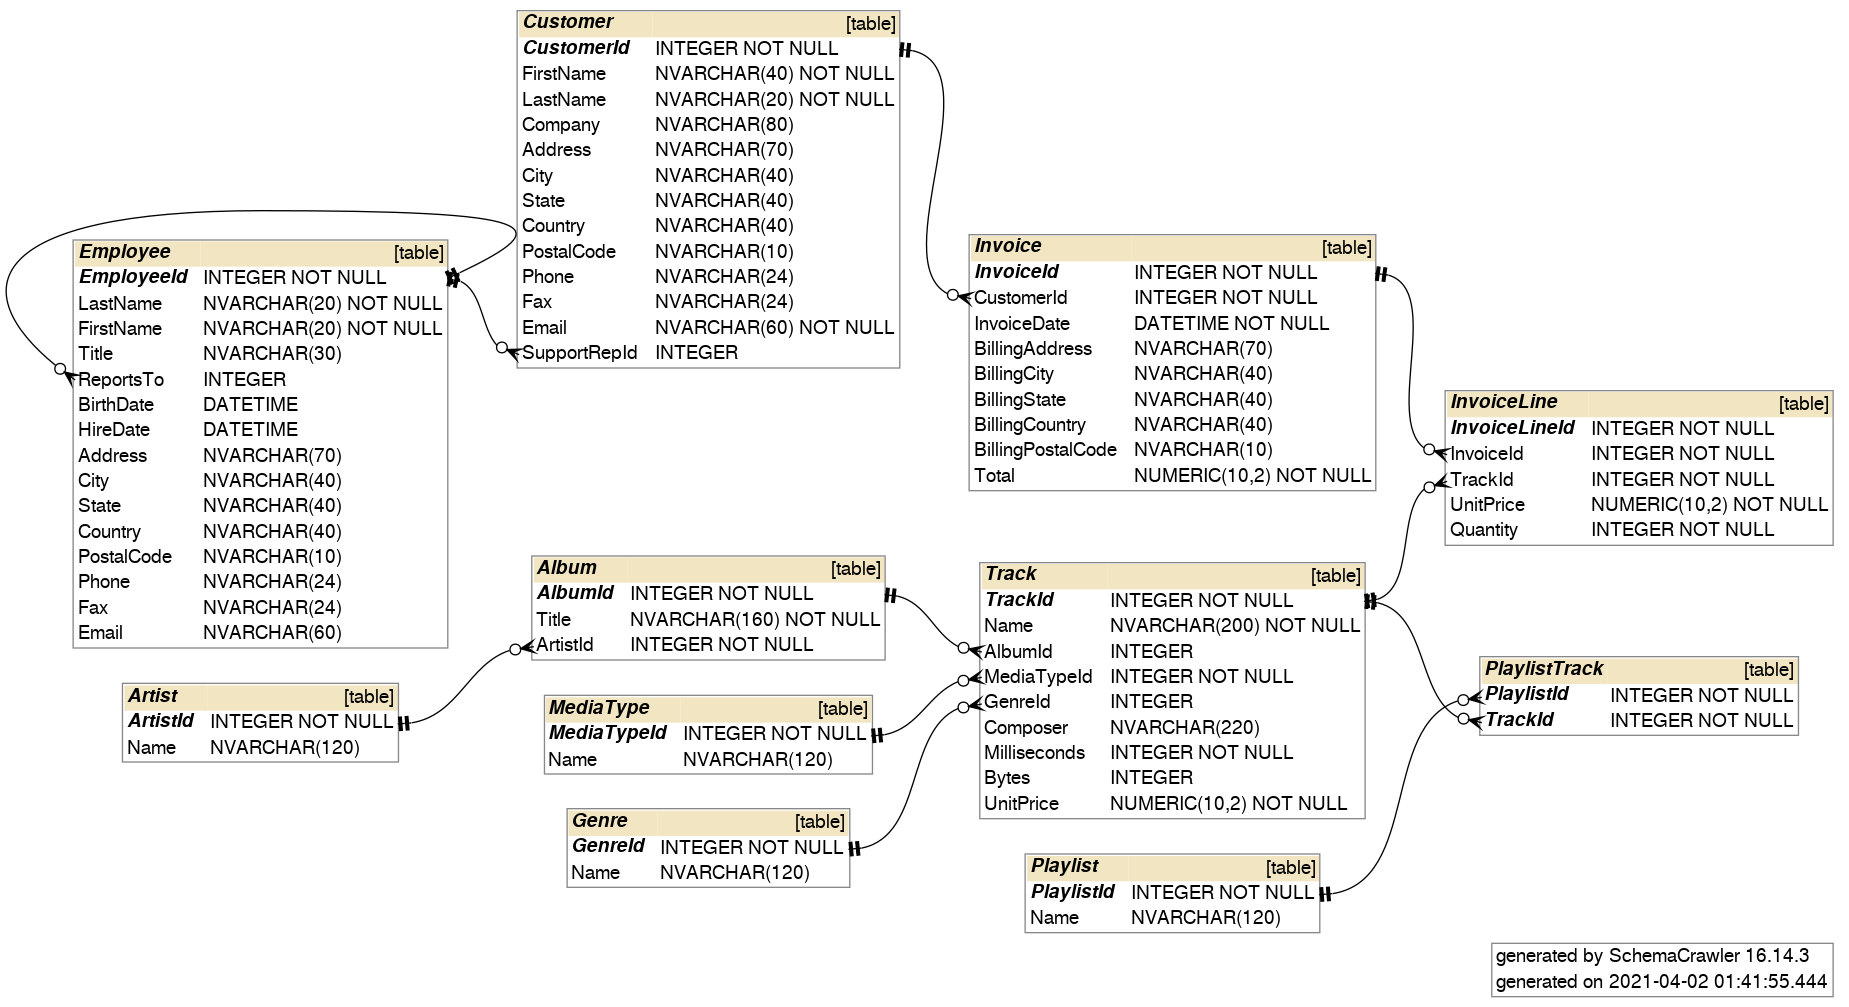 Customer [table]
CustomerId INTEGER NOT NULL
FirstName NVARCHAR(40) NOT NULL
LastName NVARCHAR(20) NOT NULL
Company NVARCHAR(80)
Address NVARCHAR(70)
City NVARCHAR(40)
State NVARCHAR(40)
Country NVARCHAR(40)
PostalCode NVARCHAR(10)
Phone NVARCHAR(24)
Fax NVARCHAR(24)
Email NVARCHAR(60) NOT NULL
SupportRepId INTEGER
Employee [table]
EmployeeId INTEGER NOT NULL
LastName NVARCHAR(20) NOT NULL
FirstName NVARCHAR(20) NOT NULL
Title NVARCHAR(30)
ReportsTo INTEGER
BirthDate DATETIME
HireDate DATETIME
Address NVARCHAR(70)
City NVARCHAR(40)
State NVARCHAR(40)
Country NVARCHAR(40)
PostalCode NVARCHAR(10)
Phone NVARCHAR(24)
Fax NVARCHAR(24)
Email NVARCHAR(60)
Invoice [table]
InvoiceId INTEGER NOT NULL
CustomerId INTEGER NOT NULL
InvoiceDate DATETIME NOT NULL
BillingAddress NVARCHAR(70)
BillingCity NVARCHAR(40)
BillingState NVARCHAR(40)
BillingCountry NVARCHAR(40)
BillingPostalCode NVARCHAR(10)
Total NUMERIC(10,2) NOT NULL
InvoiceLine [table]
InvoiceLineId INTEGER NOT NULL
InvoiceId INTEGER NOT NULL
TrackId INTEGER NOT NULL
UnitPrice NUMERIC(10,2) NOT NULL
Quantity INTEGER NOT NULL
Album [table]
AlbumId INTEGER NOT NULL
Title NVARCHAR(160) NOT NULL
ArtistId INTEGER NOT NULL
Track [table]
TrackId INTEGER NOT NULL
Name NVARCHAR(200) NOT NULL
AlbumId INTEGER
MediaTypeId INTEGER NOT NULL
GenreId INTEGER
Composer NVARCHAR(220)
Milliseconds INTEGER NOT NULL
Bytes INTEGER
UnitPrice NUMERIC(10,2) NOT NULL
PlaylistTrack [table]
PlaylistId INTEGER NOT NULL
TrackId INTEGER NOT NULL
Artist [table]
ArtistId INTEGER NOT NULL
Name NVARCHAR(120)
MediaType [table]
MediaTypeId INTEGER NOT NULL
Name NVARCHAR(120)
Genre [table]
GenreId INTEGER NOT NULL
Name NVARCHAR(120)
Playlist [table]
PlaylistId INTEGER NOT NULL
Name NVARCHAR(120)
generated by SchemaCrawler 16.14.3
generated on 2021-04-02 01:41:55.444